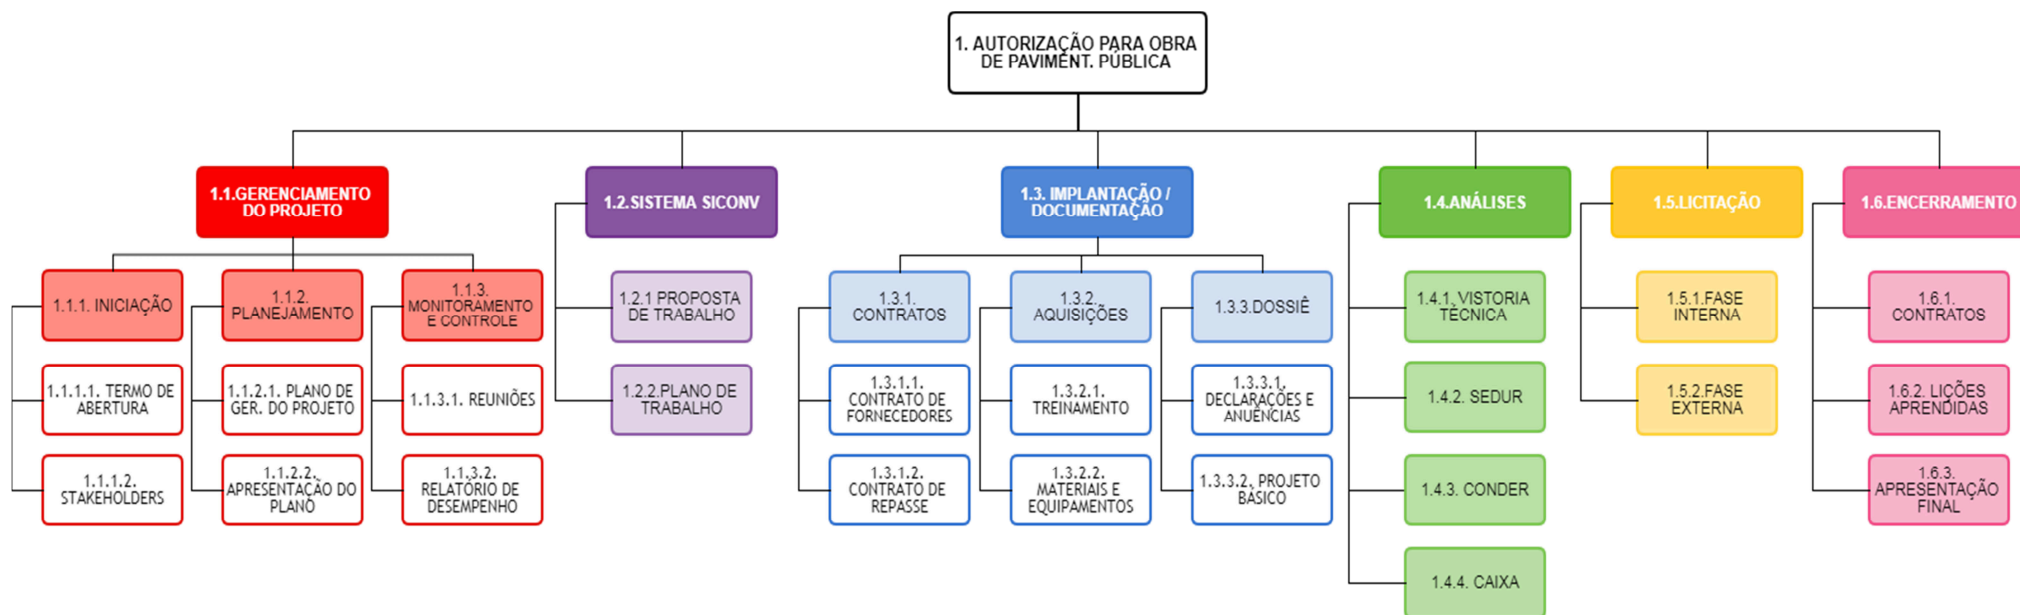 1. AUTORIZAÇÃO PARA OBRA
DE PAVIMENT. PÚBLICA
1.1.GERENCIAMENTO
DO PROJETO
1.2.SISTEMA SICONV
1.3. IMPLANTAÇÃO /
DOCUMENTAÇÃO
1.4.ANÁLISES
1.5.LICITAÇÃO
1.6.ENCERRAMENTO
1.1.1. INICIAÇÃO
1.1.2.
PLANEJAMENTO
1.1.3.
MONITORAMENTO
E CONTROLE
1.2.1 PROPOSTA
DE TRABALHO
1.3.1.
CONTRATOS
1.3.2.
AQUISIÇÕES
1.3.3.DOSSIÊ
1.4.1. VISTORIA
TÉCNICA
1.5.1.FASE
INTERNA
1.6.1.
CONTRATOS
1.1.1.1. TERMO DE
ABERTURA
1.1.2.1. PLANO DE
GER. DO PROJETO
1.1.3.1. REUNIÕES
1.2.2.PLANO DE
TRABALHO
1.3.1.1.
CONTRATO DE
FORNECEDORES
1.3.2.1.
TREINAMENTO
1.3.3.1.
DECLARAÇÕES E
ANUÊNCIAS
1.4.2. SEDUR
1.5.2.FASE
EXTERNA
1.6.2. LIÇÕES
APRENDIDAS
1.1.1.2.
STAKEHOLDERS
1.1.2.2.
APRESENTAÇÃO DO
PLANO
1.1.3.2.
RELATÓRIO DE
DESEMPENHO
1.3.1.2.
CONTRATO DE
REPASSE
1.3.2.2.
MATERIAIS E
EQUIPAMENTOS
1.3.3.2. PROJETO
BÁSICO
1.4.3. CONDER
1.6.3.
APRESENTAÇÃO
FINAL
1.4.4. CAIXA